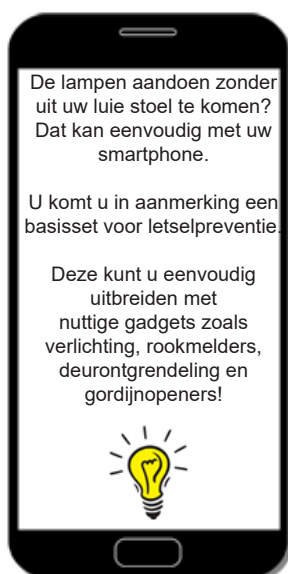 De lampen aandoen zonder
uit uw luie stoel te komen?
Dat kan eenvoudig met uw
smartphone.
U komt u in aanmerking een
basisset voor letselpreventie.
Deze kunt u eenvoudig
uitbreiden met
nuttige gadgets zoals
verlichting, rookmelders,
deurontgrendeling en
gordijnopeners!